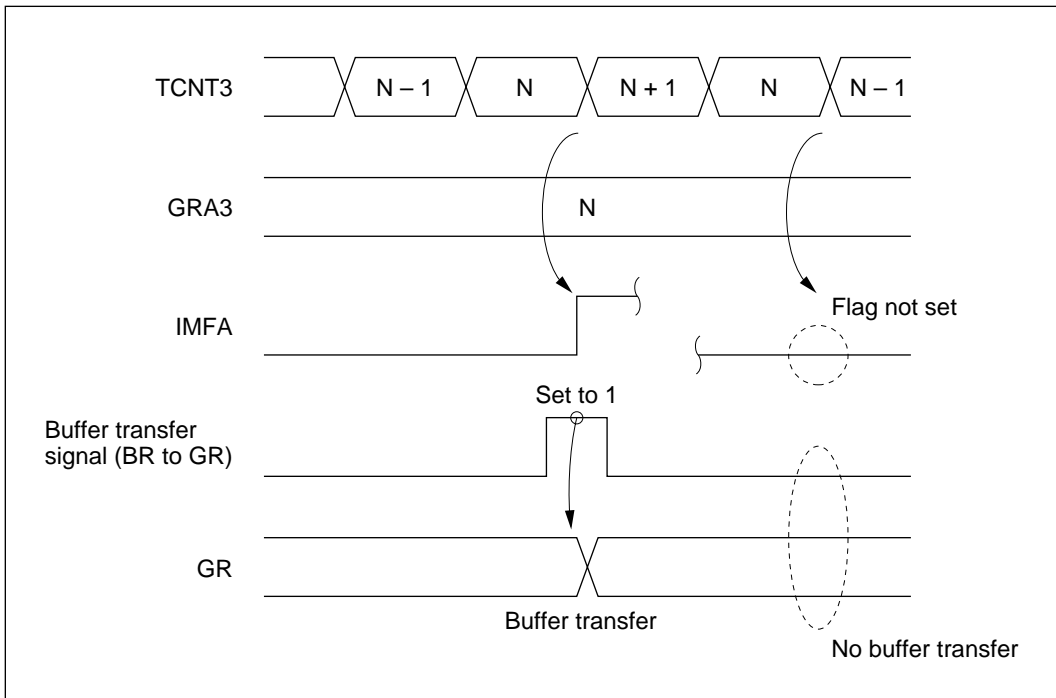 TCNT3
N – 1
N
N + 1
N
N – 1
GRA3
N
IMFA
Flag not set
Set to 1
Buffer transfer
signal (BR to GR)
GR
Buffer transfer
No buffer transfer